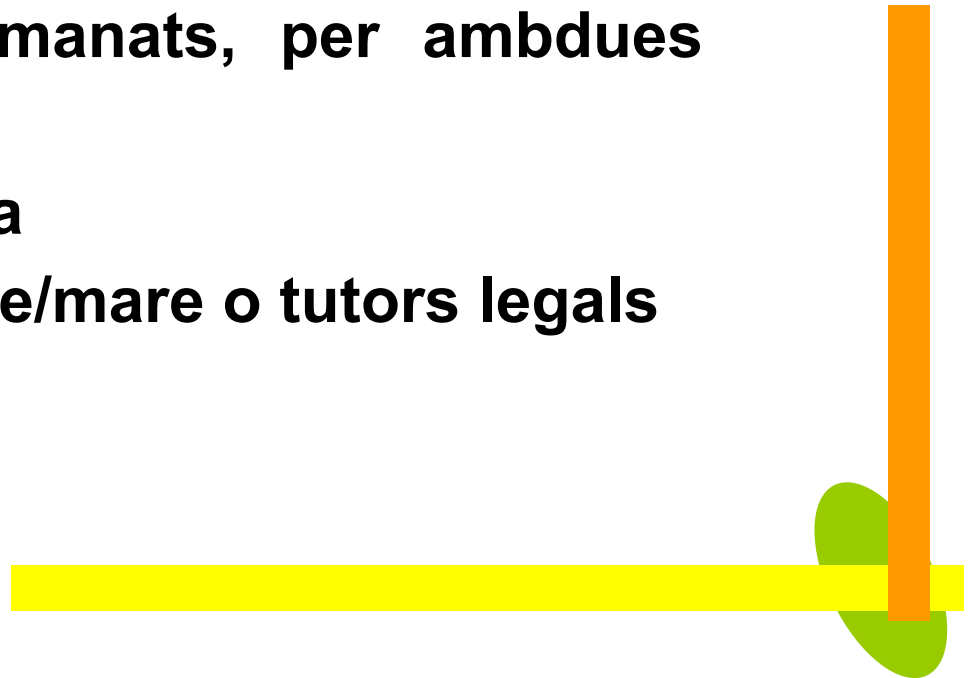 manats, per ambdues
a
e/mare o tutors legals